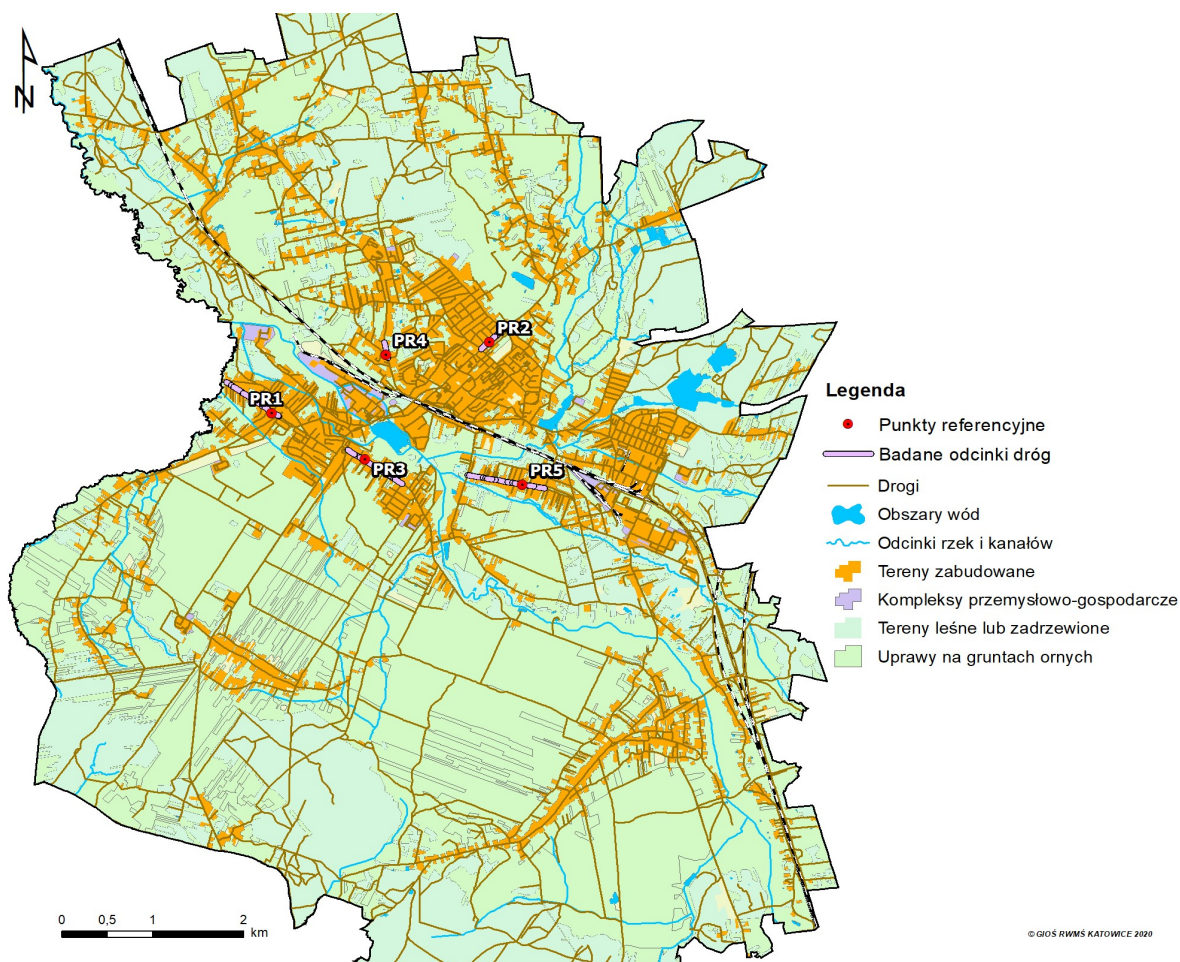 N
PR2
PR4
PR1
PR3
PR5
Legenda
Punkty referencyjne
Badane odcinki dróg
Drogi
Obszary wód
Odcinki rzek i kanałów
Tereny zabudowane
Kompleksy przemysłowo-gospodarcze
Tereny leśne lub zadrzewione
Uprawy na gruntach ornych
0 0,5 1 2
km
© GIOŚ RWMŚ KATOWICE 2020